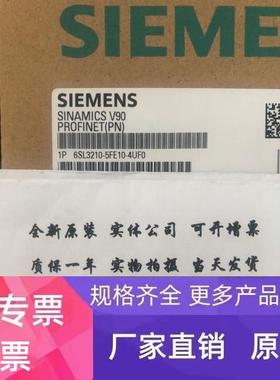 SIEME
SIEMENS
SINAMICS V90
PROFINET(PN)
1P 6SL3210-5FE10-4UF0
全新原装 实体公司 可开增票
质保一年 实物拍摄 当天发货
专票 规格齐全 更多产品
发票 厂家直销 原